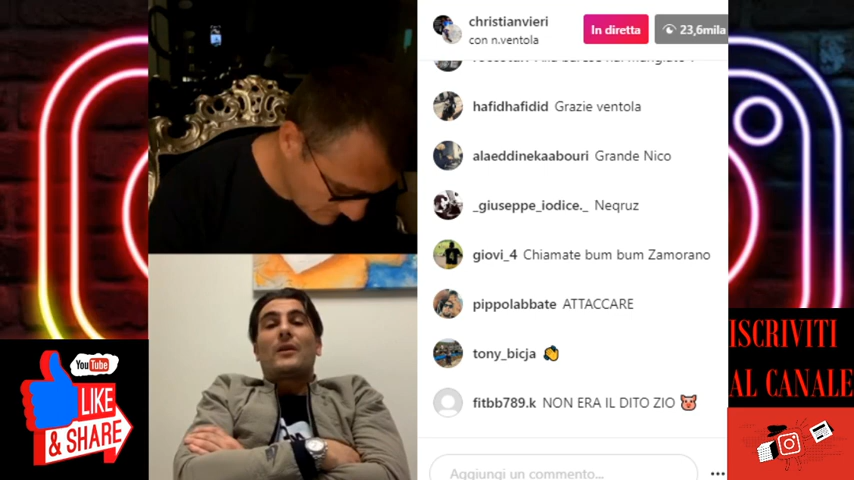 christianvieri
con n.ventola
In diretta
23,6mila
hafidhafidid Grazie ventola
alaeddinekaabouri Grande Nico
_giuseppe_iodice._ Neqruz
giovi_4 Chiamate bum bum Zamorano
pippolabbate ATTACCARE
tony_bicja
fitbb789.k NON ERA IL DITO ZIO
Aggiungi un commento...
YouTube
LIKE
& SHARE
ISCRIVITI
AL CANALE